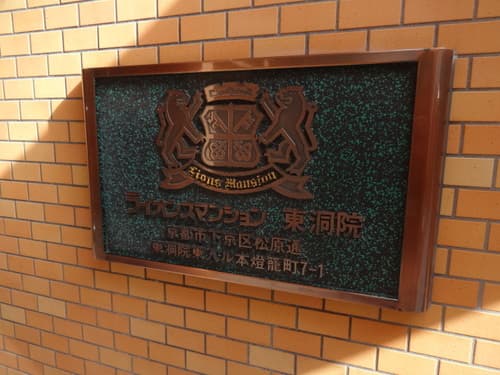 Lions Mansion
ライオンズマンション 東洞院
京都市下京区松原通
東洞院東入ル本燈籠町7-1